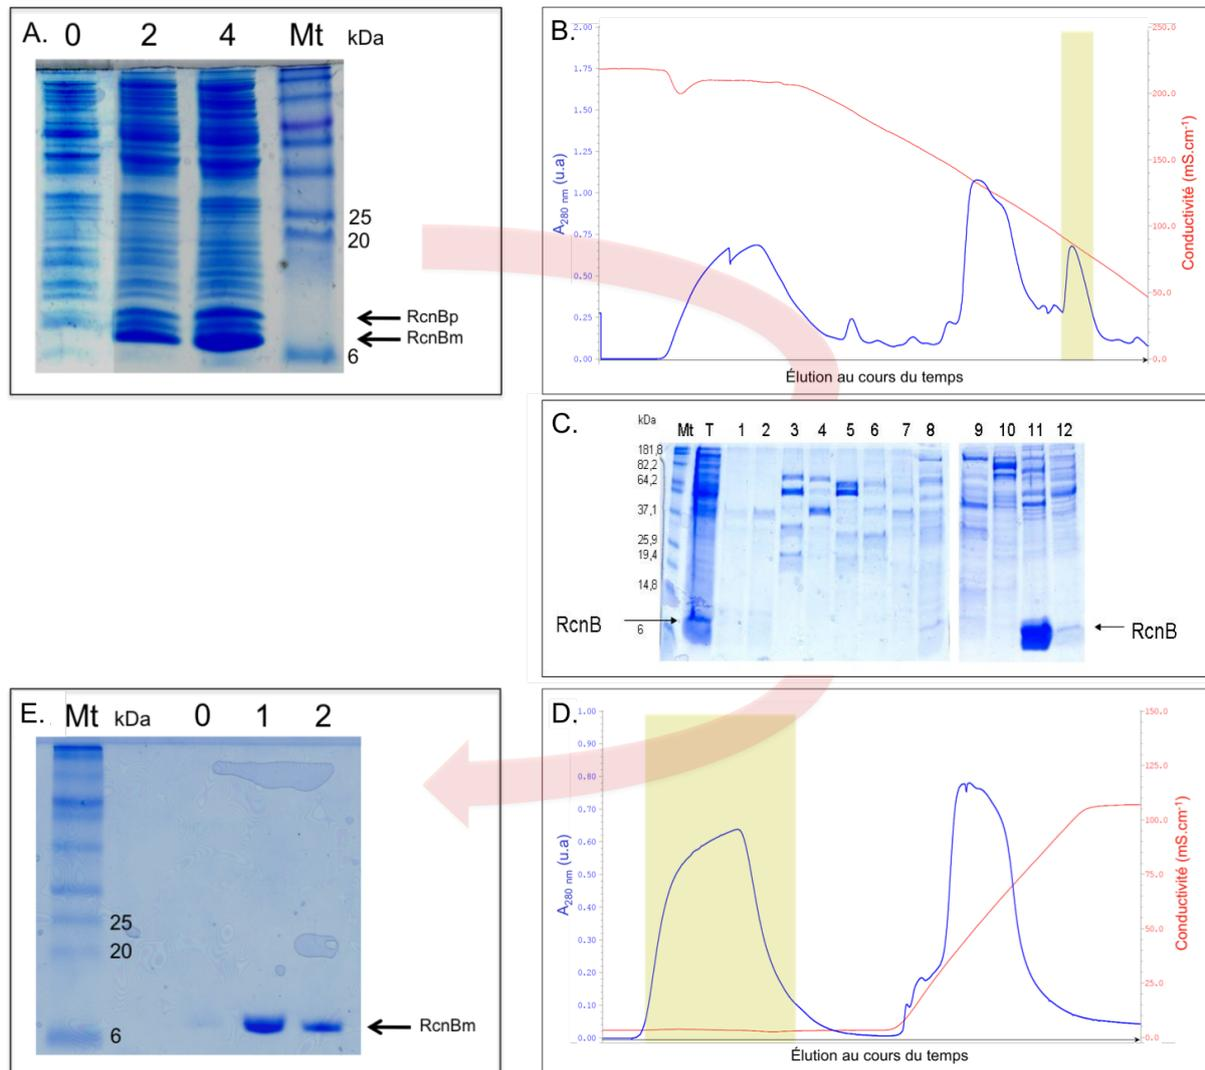 A. 0 2 4 Mt kDa
25
20
RcnBp
RcnBm
6
B.
2.00
1.75
1.50
1.25
1.00
0.75
0.50
0.25
0.00
A280 nm (u.a)
250.0
200.0
150.0
100.0
50.0
0.0
Conductivité (mS.cm-1)
Élution au cours du temps
C.
kDa
Mt T 1 2 3 4 5 6 7 8 9 10 11 12
181,8
82,2
64,2
37,1
25,9
19,4
14,8
6
RcnB
RcnB
E. Mt kDa 0 1 2
25
20
RcnBm
6
D.
1.00
0.90
0.80
0.70
0.60
0.50
0.40
0.30
0.20
0.10
0.00
A280 nm (u.a)
150.0
125.0
100.0
75.0
50.0
25.0
0.0
Conductivité (mS.cm-1)
Élution au cours du temps